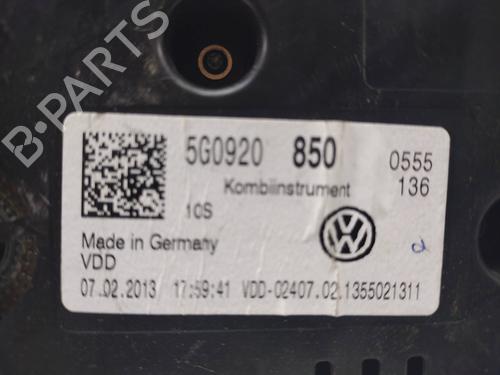 B-PARTS
5G0920 850 0555
Kombiinstrument 136
10S
Made in Germany
VDD
07.02.2013 17:59:41 VDD-02407.02.1355021311